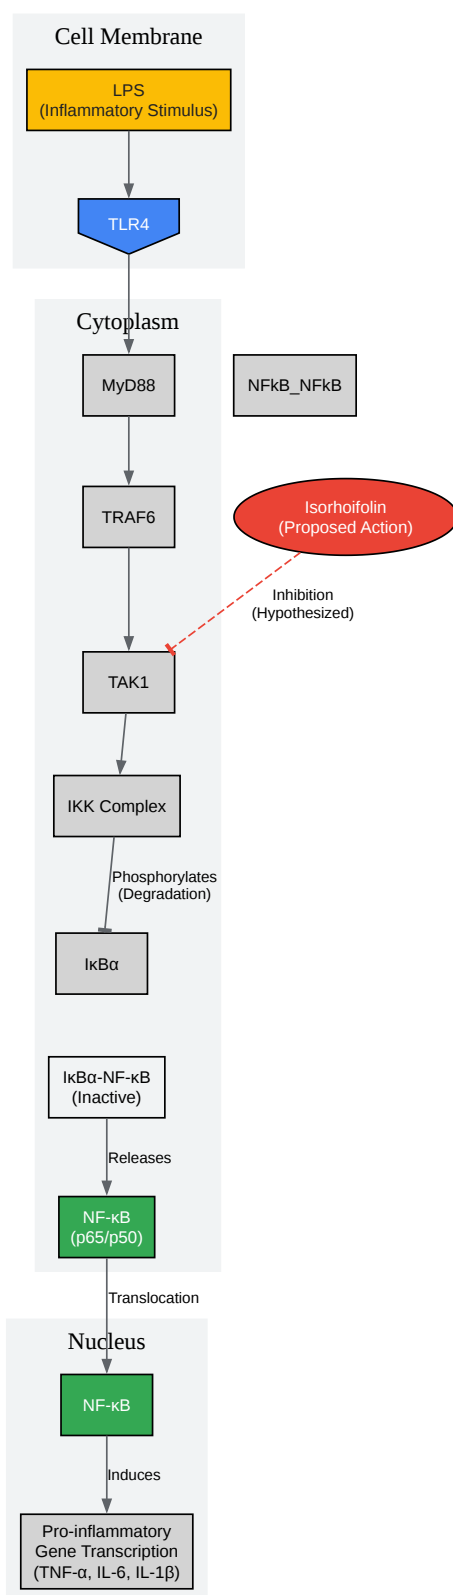 Cell Membrane
LPS
(Inflammatory Stimulus)
TLR4
Cytoplasm
MyD88
NFkB_NFkB
TRAF6
Isorhoifolin
(Proposed Action)
Inhibition
(Hypothesized)
TAK1
IKK Complex
Phosphorylates
(Degradation)
IκBα
IκBα-NF-κB
(Inactive)
Releases
NF-κB
(p65/p50)
Translocation
Nucleus
NF-κB
Induces
Pro-inflammatory
Gene Transcription
(TNF-α, IL-6, IL-1β)